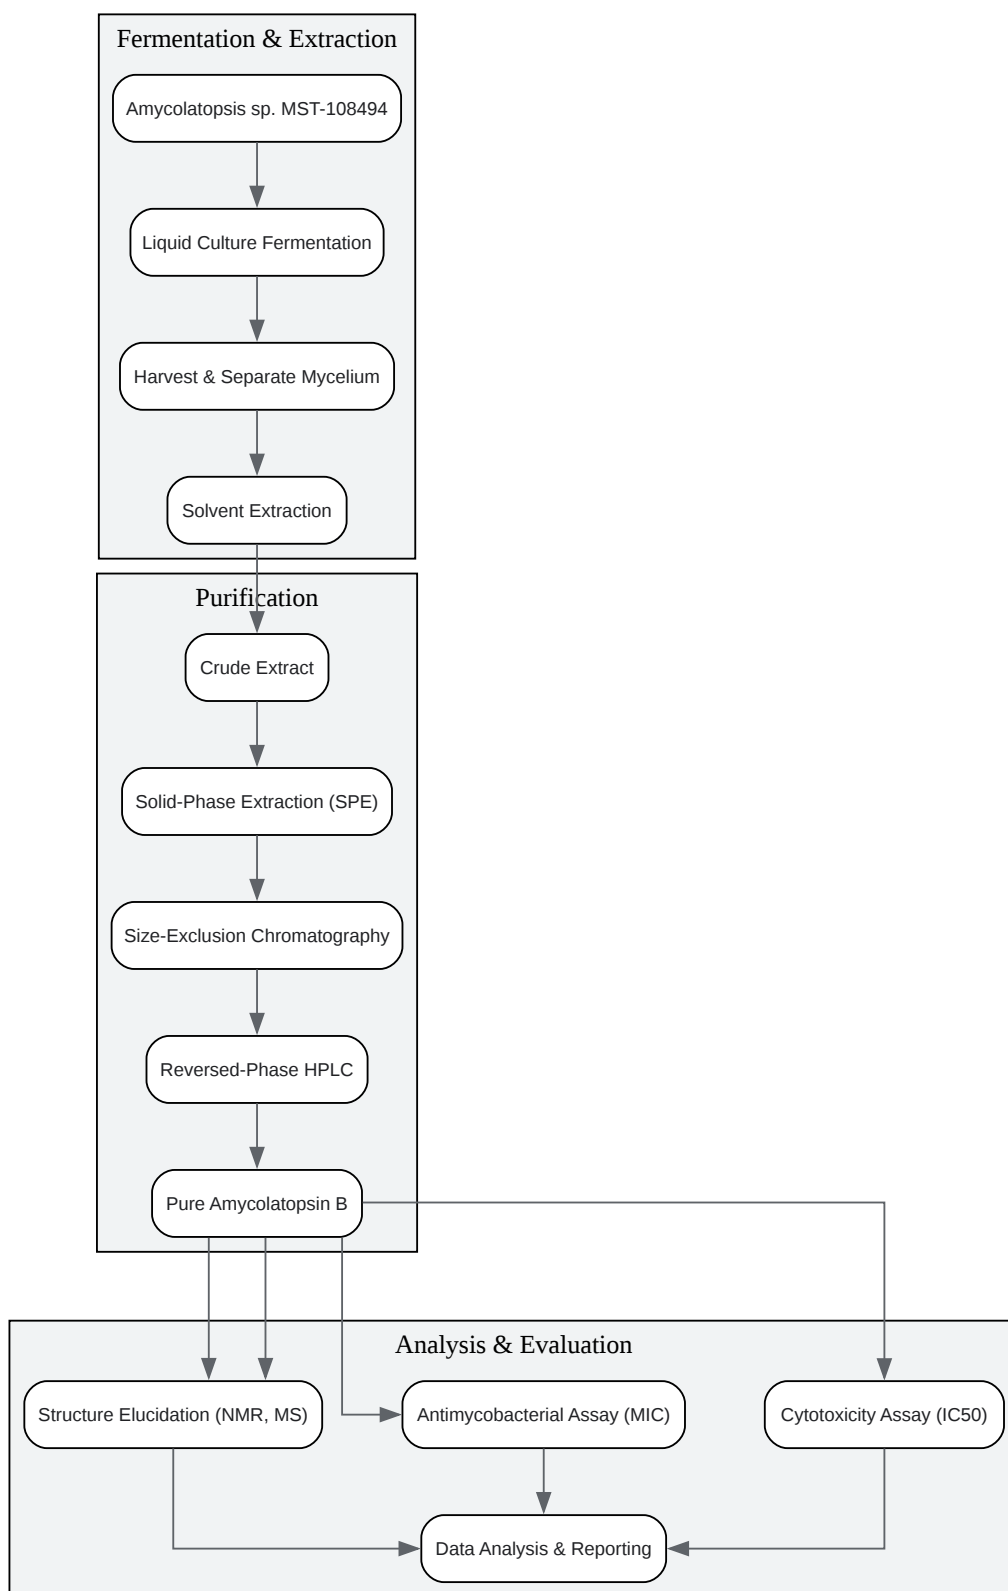 Fermentation & Extraction
Amycolatopsis sp. MST-108494
Liquid Culture Fermentation
Harvest & Separate Mycelium
Solvent Extraction
Purification
Crude Extract
Solid-Phase Extraction (SPE)
Size-Exclusion Chromatography
Reversed-Phase HPLC
Pure Amycolatopsin B
Analysis & Evaluation
Structure Elucidation (NMR, MS)
Antimycobacterial Assay (MIC)
Cytotoxicity Assay (IC50)
Data Analysis & Reporting